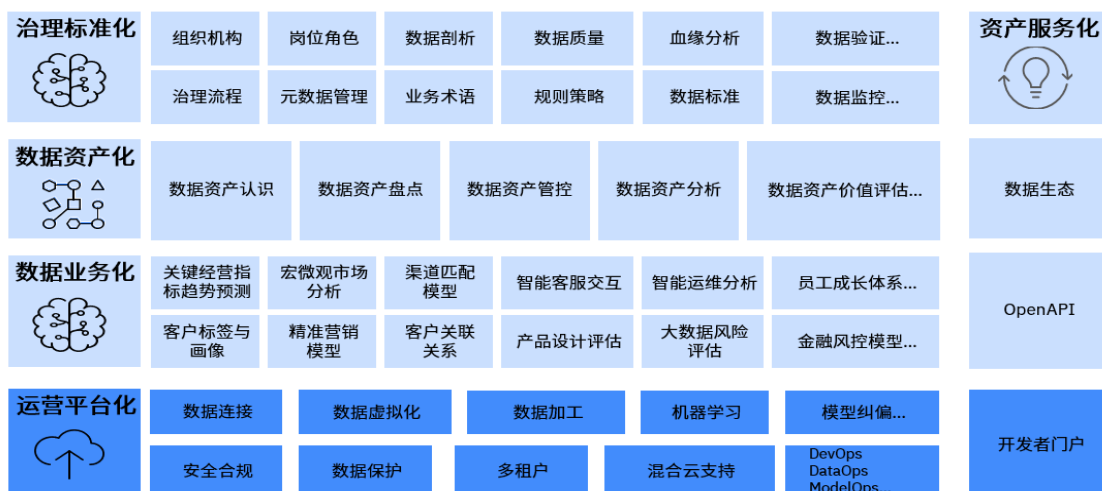 治理标准化
组织机构
岗位角色
数据剖析
数据质量
血缘分析
数据验证...
治理流程
元数据管理
业务术语
规则策略
数据标准
数据监控...
资产服务化
数据资产化
数据资产认识
数据资产盘点
数据资产管控
数据资产分析
数据资产价值评估...
数据生态
数据业务化
关键经营指
标趋势预测
宏微观市场
分析
渠道匹配
模型
智能客服交互
智能运维分析
员工成长体系...
客户标签与
画像
精准营销
模型
客户关联
关系
产品设计评估
大数据风险
评估
金融风控模型...
OpenAPI
运营平台化
数据连接
数据虚拟化
数据加工
机器学习
模型纠偏...
安全合规
数据保护
多租户
混合云支持
DevOps
DataOps
ModelOps...
开发者门户